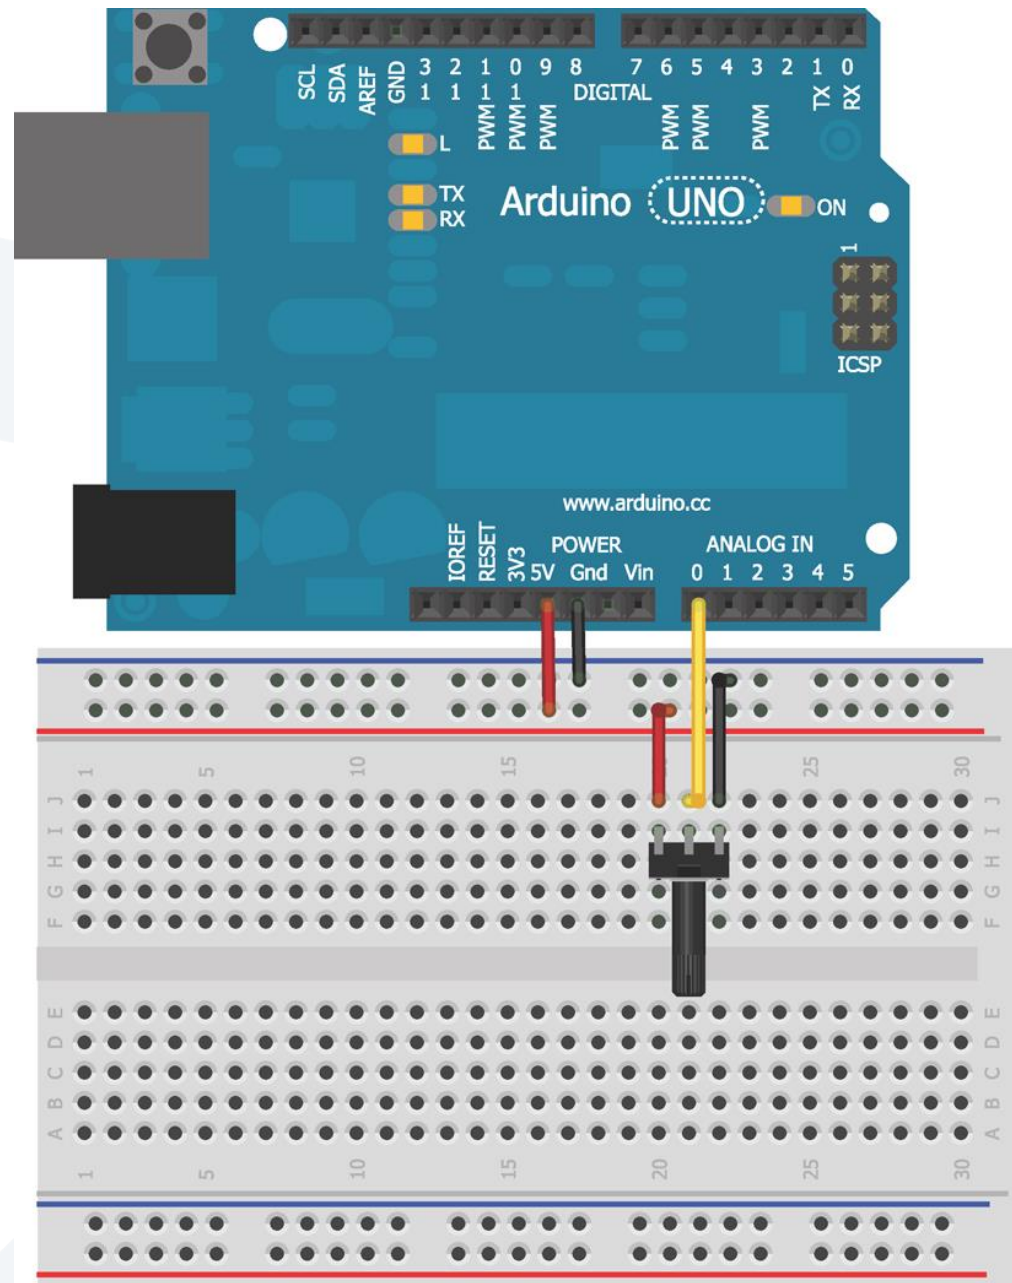 SCL SDA AREF GND 13 12 11 10 9 8 7 6 5 4 3 2 1 0
PWM PWM PWM PWM PWM PWM TX RX
DIGITAL
L
TX
RX
Arduino UNO
ON
1
ICSP
www.arduino.cc
POWER ANALOG IN
IOREF RESET 3V3 5V Gnd Vin 0 1 2 3 4 5
1 5 10 15 25 30
J J
I I
H H
G G
F F
E E
D D
C C
B B
A A
1 5 10 15 20 25 30